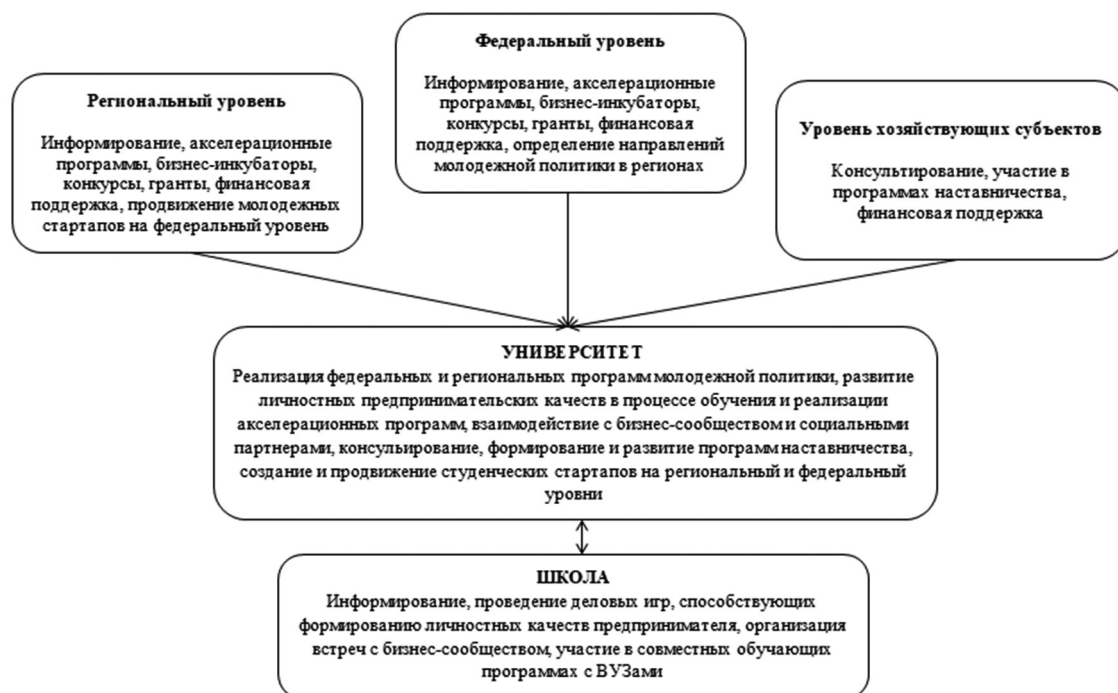 Федеральный уровень
Информирование, акселерационные
программы, бизнес-инкубаторы,
конкурсы, гранты, финансовая
поддержка, определение направлений
молодежной политики в регионах
Региональный уровень
Информирование, акселерационные
программы, бизнес-инкубаторы,
конкурсы, гранты, финансовая
поддержка, продвижение молодежных
стартапов на федеральный уровень
Уровень хозяйствующих субъектов
Консультирование, участие в
программах наставничества,
финансовая поддержка
УНИВЕРСИТЕТ
Реализация федеральных и региональных программ молодежной политики, развитие
личностных предпринимательских качеств в процессе обучения и реализации
акселерационных программ, взаимодействие с бизнес-сообществом и социальными
партнерами, консульирование, формирование и развитие программ наставничества,
создание и продвижение студенческих стартапов на региональный и федеральный
уровни
ШКОЛА
Информирование, проведение деловых игр, способствующих
формированию личностных качеств предпринимателя, организация
встреч с бизнес-сообществом, участие в совместных обучающих
программах с ВУЗами